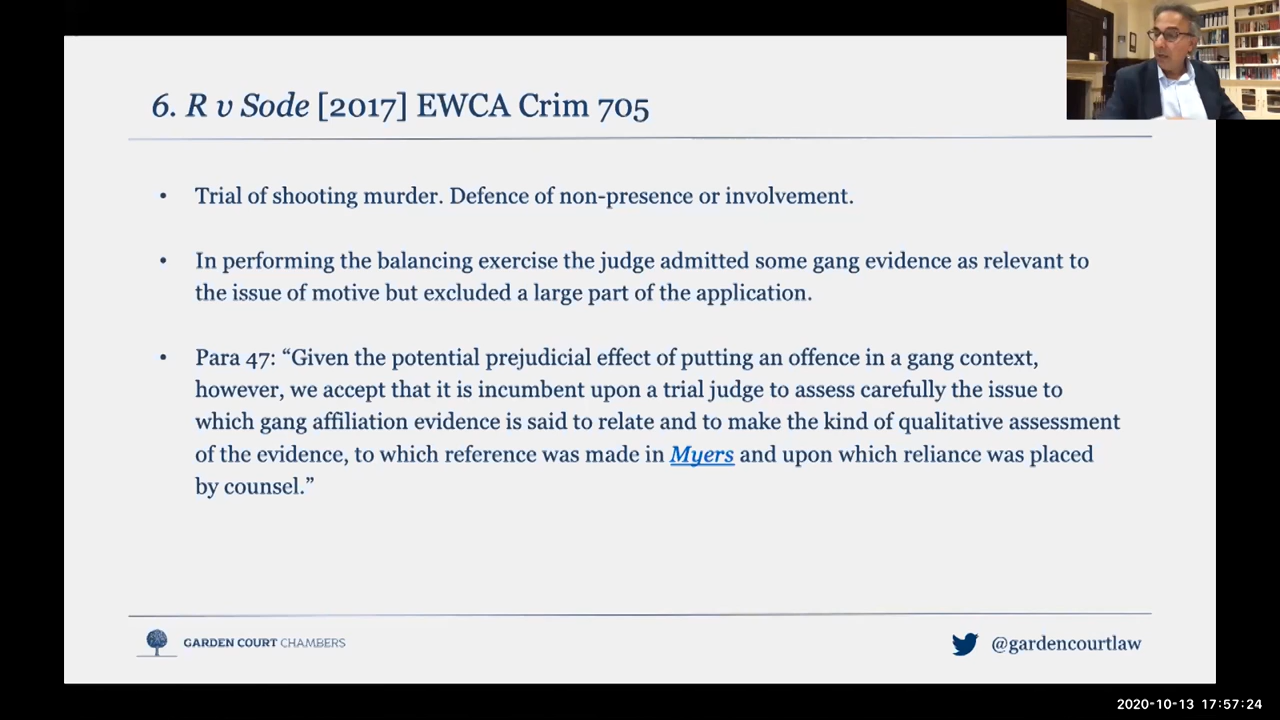 6. R v Sode [2017] EWCA Crim 705
• Trial of shooting murder. Defence of non-presence or involvement.
• In performing the balancing exercise the judge admitted some gang evidence as relevant to
the issue of motive but excluded a large part of the application.
• Para 47: “Given the potential prejudicial effect of putting an offence in a gang context,
however, we accept that it is incumbent upon a trial judge to assess carefully the issue to
which gang affiliation evidence is said to relate and to make the kind of qualitative assessment
of the evidence, to which reference was made in Myers and upon which reliance was placed
by counsel.”
GARDEN COURT CHAMBERS
@gardencourtlaw
2020-10-13 17:57:24